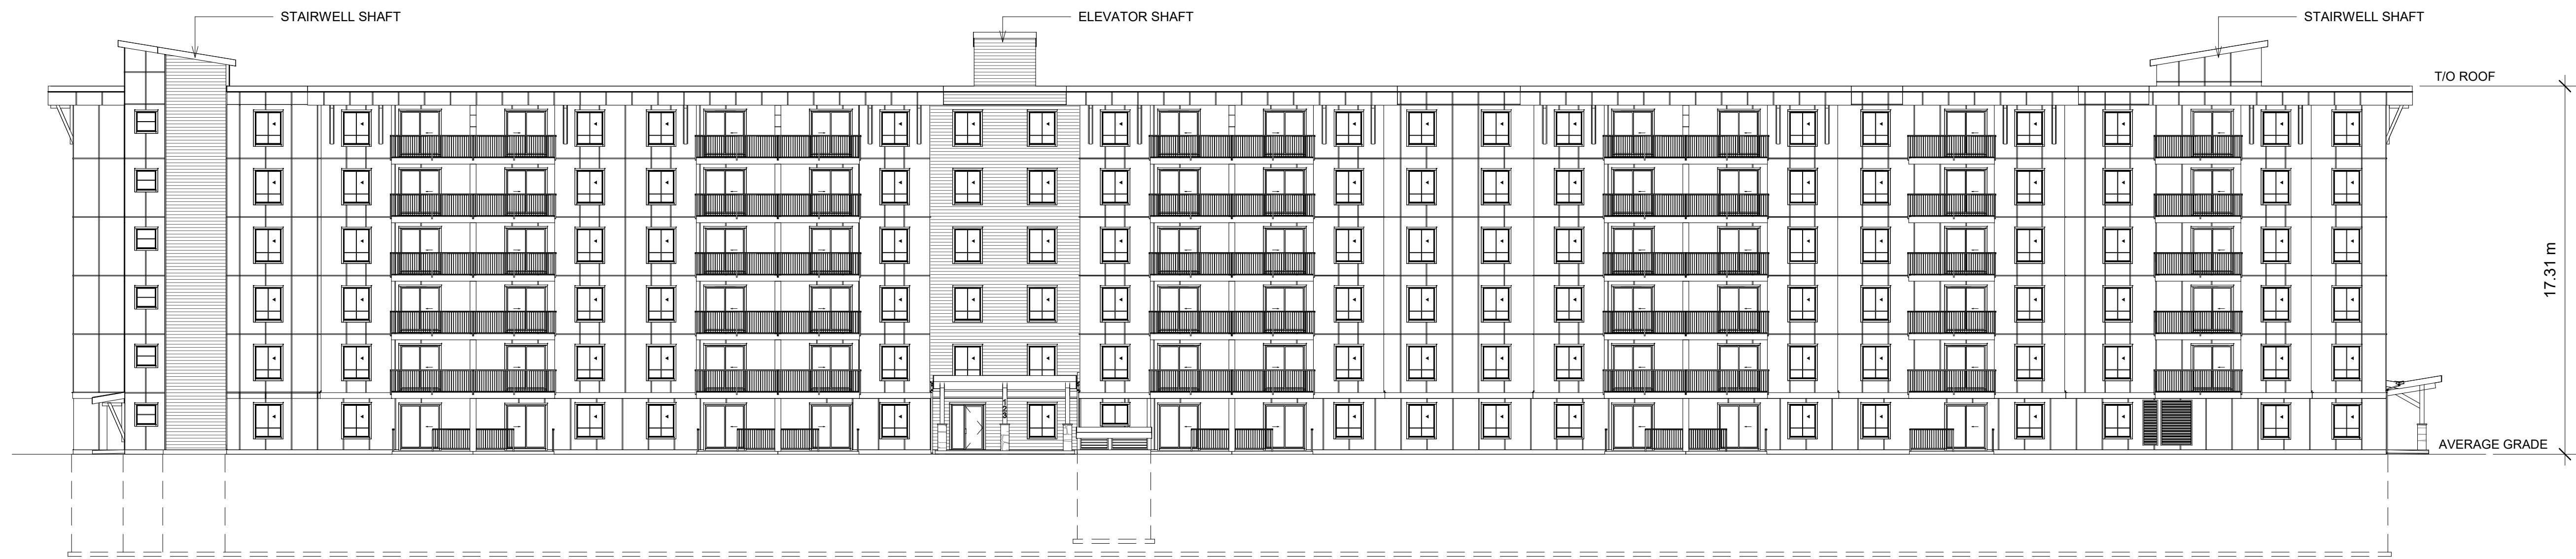 STAIRWELL SHAFT
ELEVATOR SHAFT
STAIRWELL SHAFT
T/O ROOF
17.31 m
AVERAGE GRADE